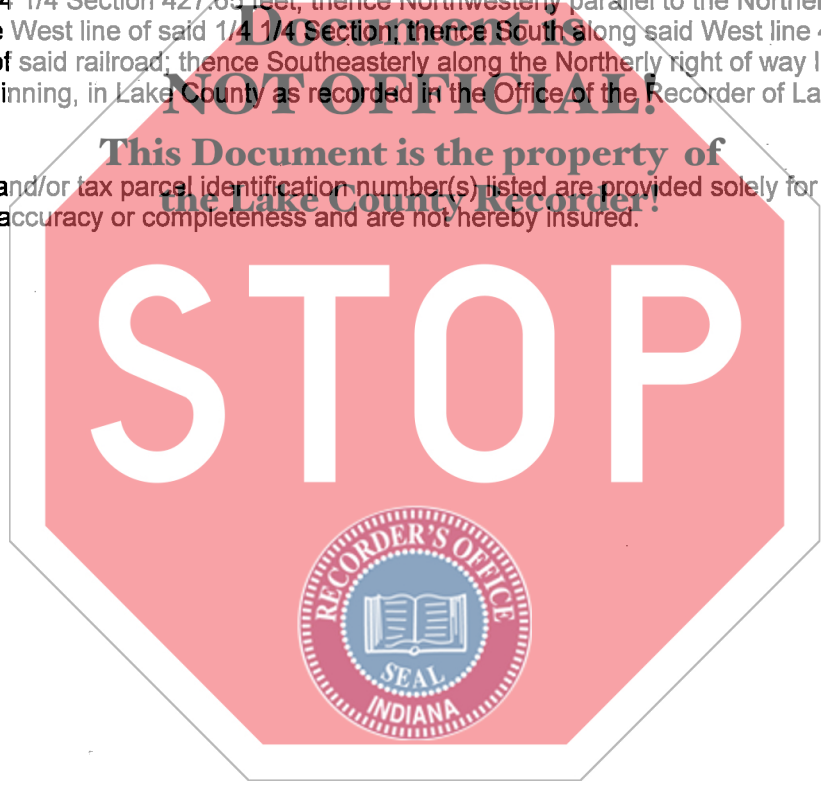 1/4 Section 427.65 feet, thence Northwesterly parallel to the Norther
Document is
West line of said 1/4 1/4 Section; thence South along said West line
of said railroad; thence Southeasterly along the Northerly right of way l
NOT OFFICIAL!
inning, in Lake County as recorded in the Office of the Recorder of La
This Document is the property of
and/or tax parcel identification number(s) listed are provided solely for
the Lake County Recorder!
accuracy or completeness and are not hereby insured.
STOP
RECORDER'S OFFICE
SEAL
INDIANA